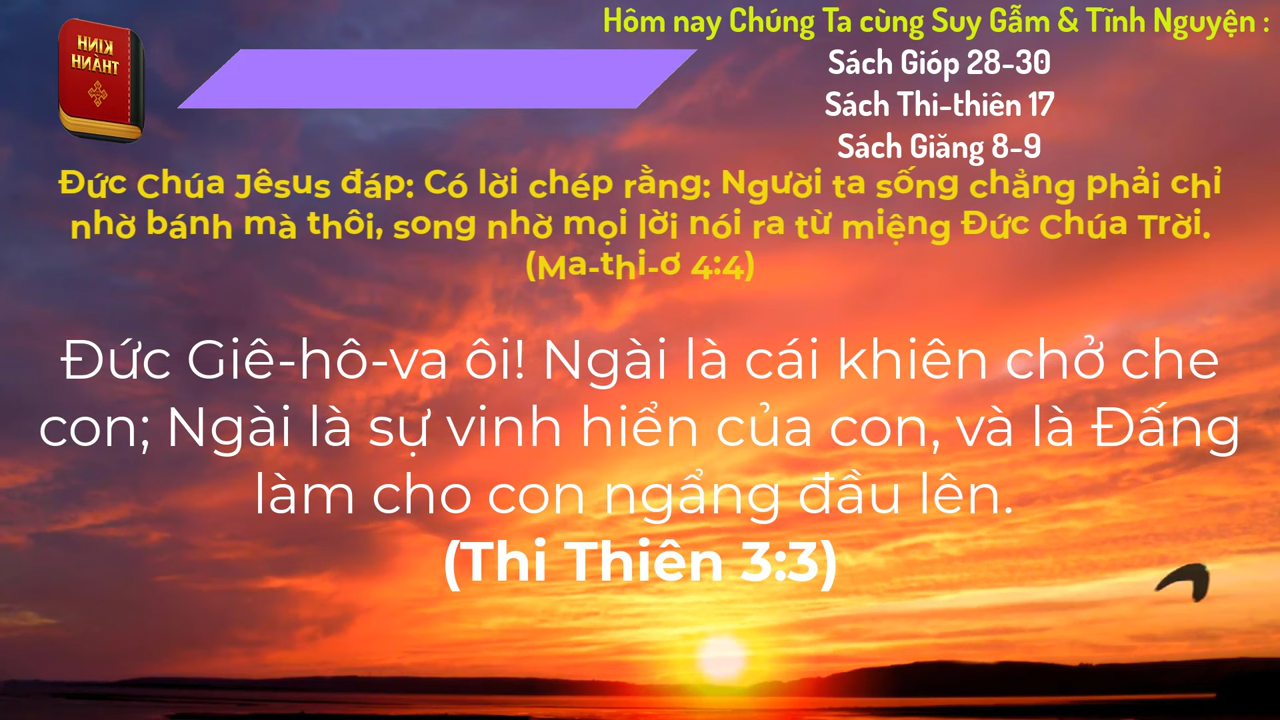 KINH
THÁNH
Hôm nay Chúng Ta cùng Suy Gẫm & Tĩnh Nguyện :
Sách Gióp 28-30
Sách Thi-thiên 17
Sách Giăng 8-9
Đức Chúa Jêsus đáp: Có lời chép rằng: Người ta sống chẳng phải chỉ
nhờ bánh mà thôi, song nhờ mọi lời nói ra từ miệng Đức Chúa Trời.
(Ma-thi-ơ 4:4)
Đức Giê-hô-va ôi! Ngài là cái khiên chở che
con; Ngài là sự vinh hiển của con, và là Đấng
làm cho con ngẩng đầu lên.
(Thi Thiên 3:3)